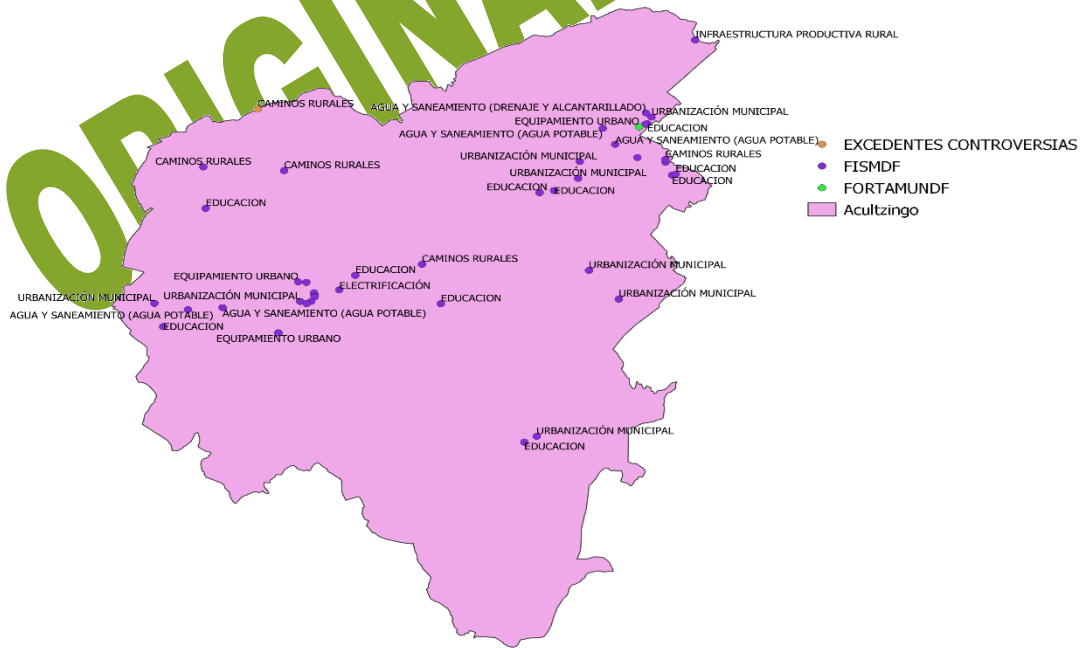 ORIGINAL
INFRAESTRUCTURA PRODUCTIVA RURAL
CAMINOS RURALES
AGUA Y SANEAMIENTO (DRENAJE Y ALCANTARILLADO)
URBANIZACIÓN MUNICIPAL
EQUIPAMIENTO URBANO
EDUCACION
AGUA Y SANEAMIENTO (AGUA POTABLE)
AGUA Y SANEAMIENTO (AGUA POTABLE)
CAMINOS RURALES
CAMINOS RURALES
URBANIZACIÓN MUNICIPAL
CAMINOS RURALES
EDUCACION
URBANIZACIÓN MUNICIPAL
EDUCACION
EDUCACION
EDUCACION
EDUCACION
CAMINOS RURALES
EDUCACION
URBANIZACIÓN MUNICIPAL
EQUIPAMIENTO URBANO
ELECTRIFICACIÓN
URBANIZACIÓN MUNICIPAL
URBANIZACIÓN MUNICIPAL
EDUCACION
URBANIZACIÓN MUNICIPAL
AGUA Y SANEAMIENTO (AGUA POTABLE)
AGUA Y SANEAMIENTO (AGUA POTABLE)
EDUCACION
EQUIPAMIENTO URBANO
URBANIZACIÓN MUNICIPAL
EDUCACION
EXCEDENTES CONTROVERSIAS
FISMDF
FORTAMUNDF
Acultzingo